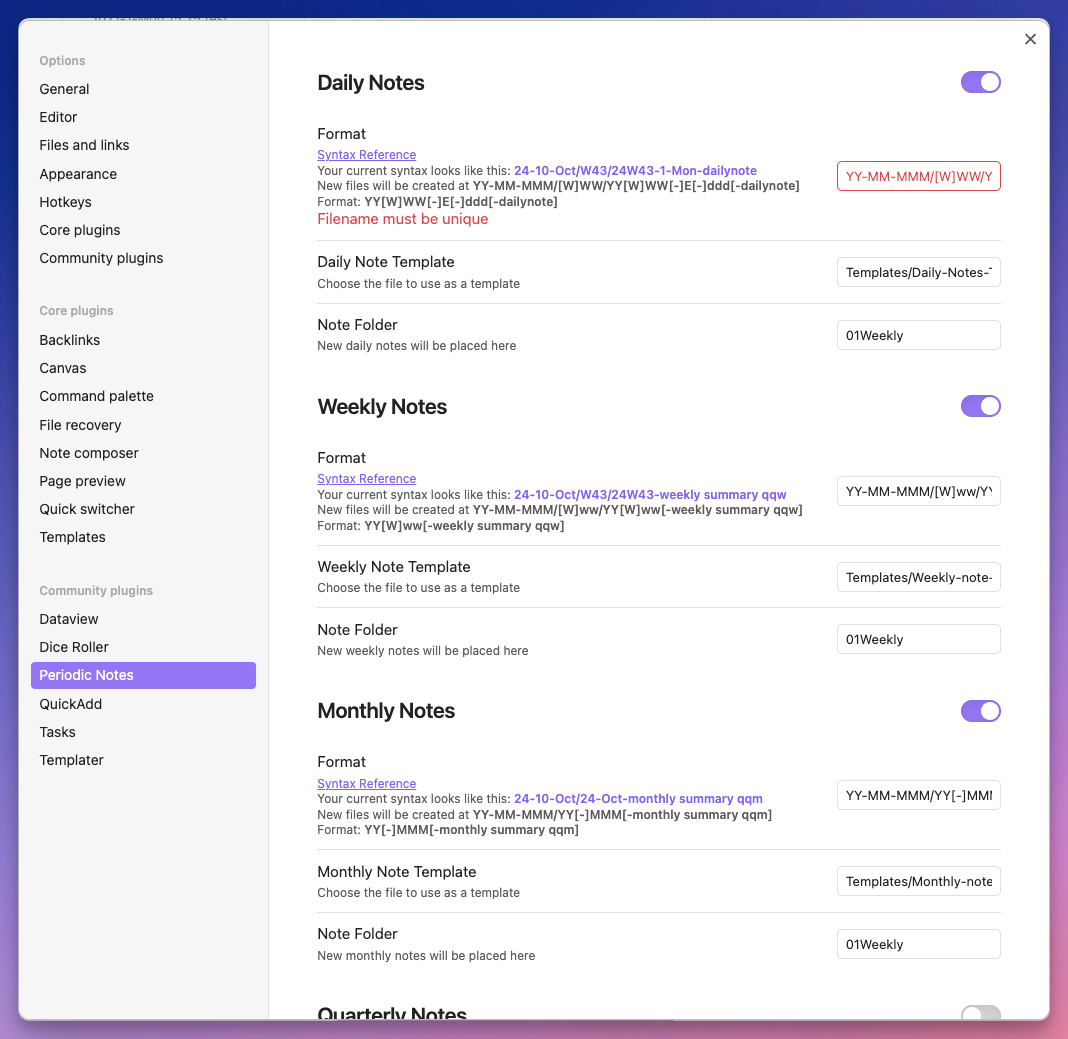 Options
General
Editor
Files and links
Appearance
Hotkeys
Core plugins
Community plugins
Core plugins
Backlinks
Canvas
Command palette
File recovery
Note composer
Page preview
Quick switcher
Templates
Community plugins
Dataview
Dice Roller
Periodic Notes
QuickAdd
Tasks
Templater
Daily Notes
Format
Syntax Reference
Your current syntax looks like this: 24-10-Oct/W43/24W43-1-Mon-dailynote
New files will be created at YY-MM-MMM/[W]WW/YY[W]WW[-]E[-]ddd[-dailynote]
Format: YY[W]WW[-]E[-]ddd[-dailynote]
Filename must be unique
YY-MM-MMM/[W]WW/Y
Daily Note Template
Choose the file to use as a template
Templates/Daily-Notes-
Note Folder
New daily notes will be placed here
01Weekly
Weekly Notes
Format
Syntax Reference
Your current syntax looks like this: 24-10-Oct/W43/24W43-weekly summary qqw
New files will be created at YY-MM-MMM/[W]ww/YY[W]ww[-weekly summary qqw]
Format: YY[W]ww[-weekly summary qqw]
YY-MM-MMM/[W]ww/YY
Weekly Note Template
Choose the file to use as a template
Templates/Weekly-note-
Note Folder
New weekly notes will be placed here
01Weekly
Monthly Notes
Format
Syntax Reference
Your current syntax looks like this: 24-10-Oct/24-Oct-monthly summary qqm
New files will be created at YY-MM-MMM/YY[-]MMM[-monthly summary qqm]
Format: YY[-]MMM[-monthly summary qqm]
YY-MM-MMM/YY[-]MMM
Monthly Note Template
Choose the file to use as a template
Templates/Monthly-note
Note Folder
New monthly notes will be placed here
01Weekly
Quarterly Notes